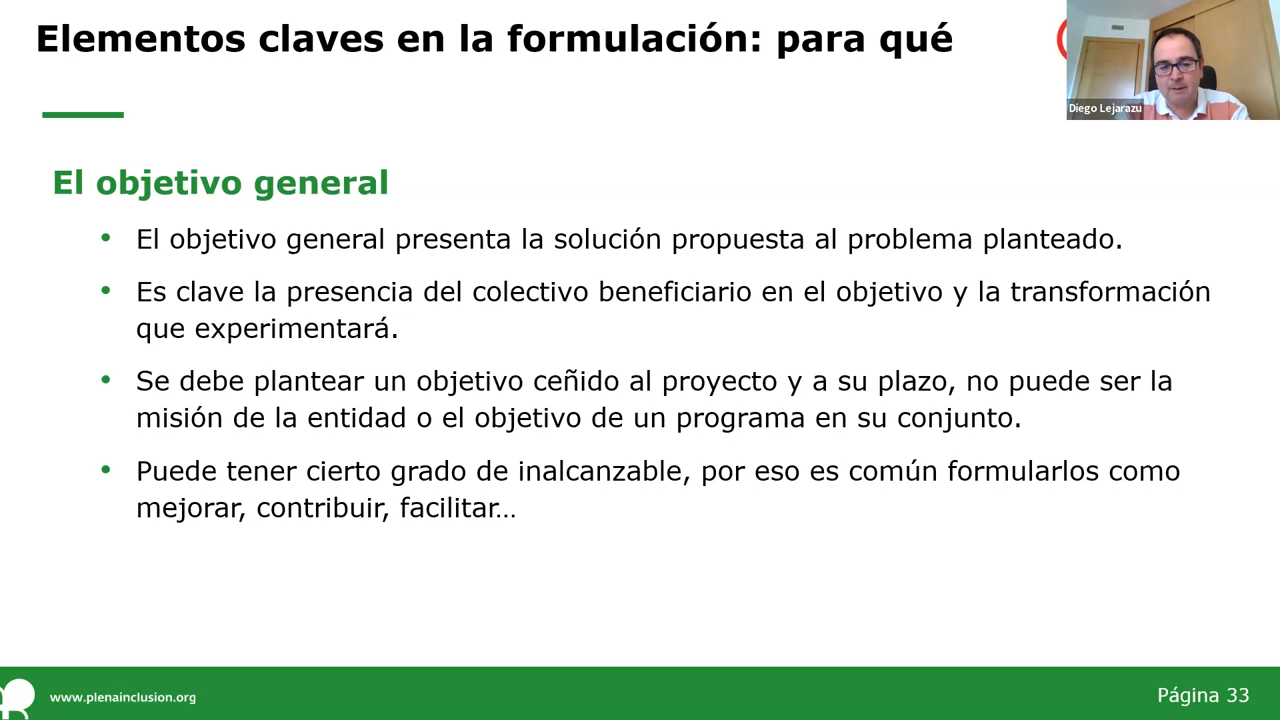 Elementos claves en la formulación: para qué
Diego Lejarazu
El objetivo general
• El objetivo general presenta la solución propuesta al problema planteado.
• Es clave la presencia del colectivo beneficiario en el objetivo y la transformación
que experimentará.
• Se debe plantear un objetivo ceñido al proyecto y a su plazo, no puede ser la
misión de la entidad o el objetivo de un programa en su conjunto.
• Puede tener cierto grado de inalcanzable, por eso es común formularlos como
mejorar, contribuir, facilitar…
www.plenainclusion.org
Página 33